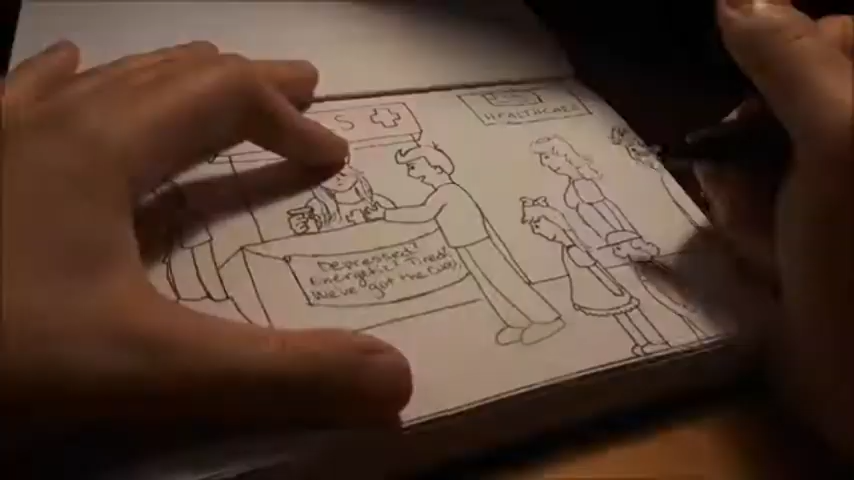 S
HEALTHCARE
Depressed?
Energetic? Tired?
We've got the Cure!